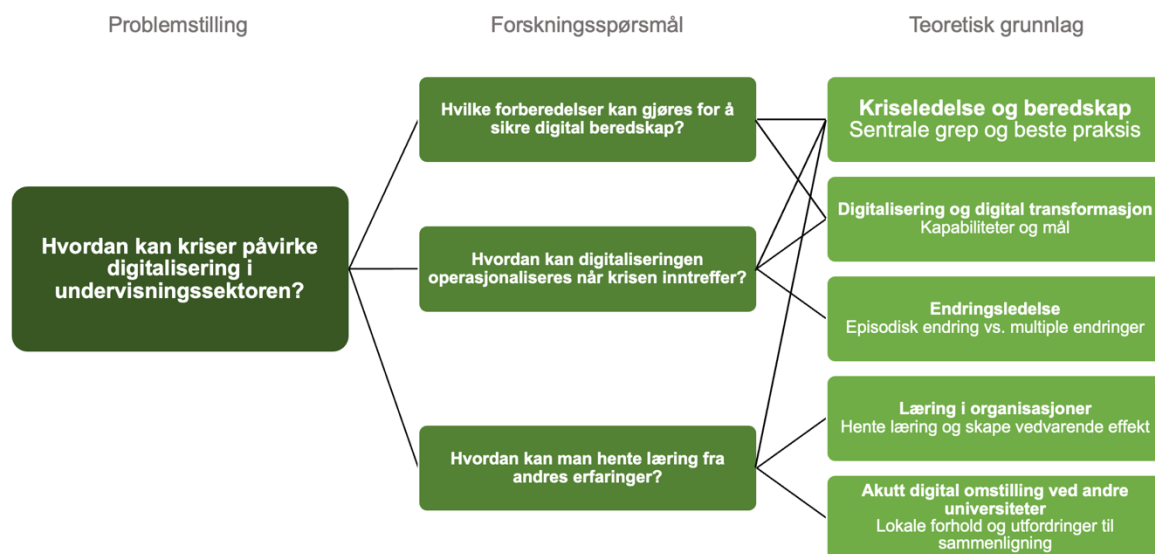 Problemstilling
Forskningsspørsmål
Teoretisk grunnlag
Hvordan kan kriser påvirke
digitalisering i
undervisningssektoren?
Hvilke forberedelser kan gjøres for å
sikre digital beredskap?
Hvordan kan digitaliseringen
operasjonaliseres når krisen inntreffer?
Hvordan kan man hente læring fra
andres erfaringer?
Kriseledelse og beredskap
Sentrale grep og beste praksis
Digitalisering og digital transformasjon
Kapabiliteter og mål
Endringsledelse
Episodisk endring vs. multiple endringer
Læring i organisasjoner
Hente læring og skape vedvarende effekt
Akutt digital omstilling ved andre
universiteter
Lokale forhold og utfordringer til
sammenligning